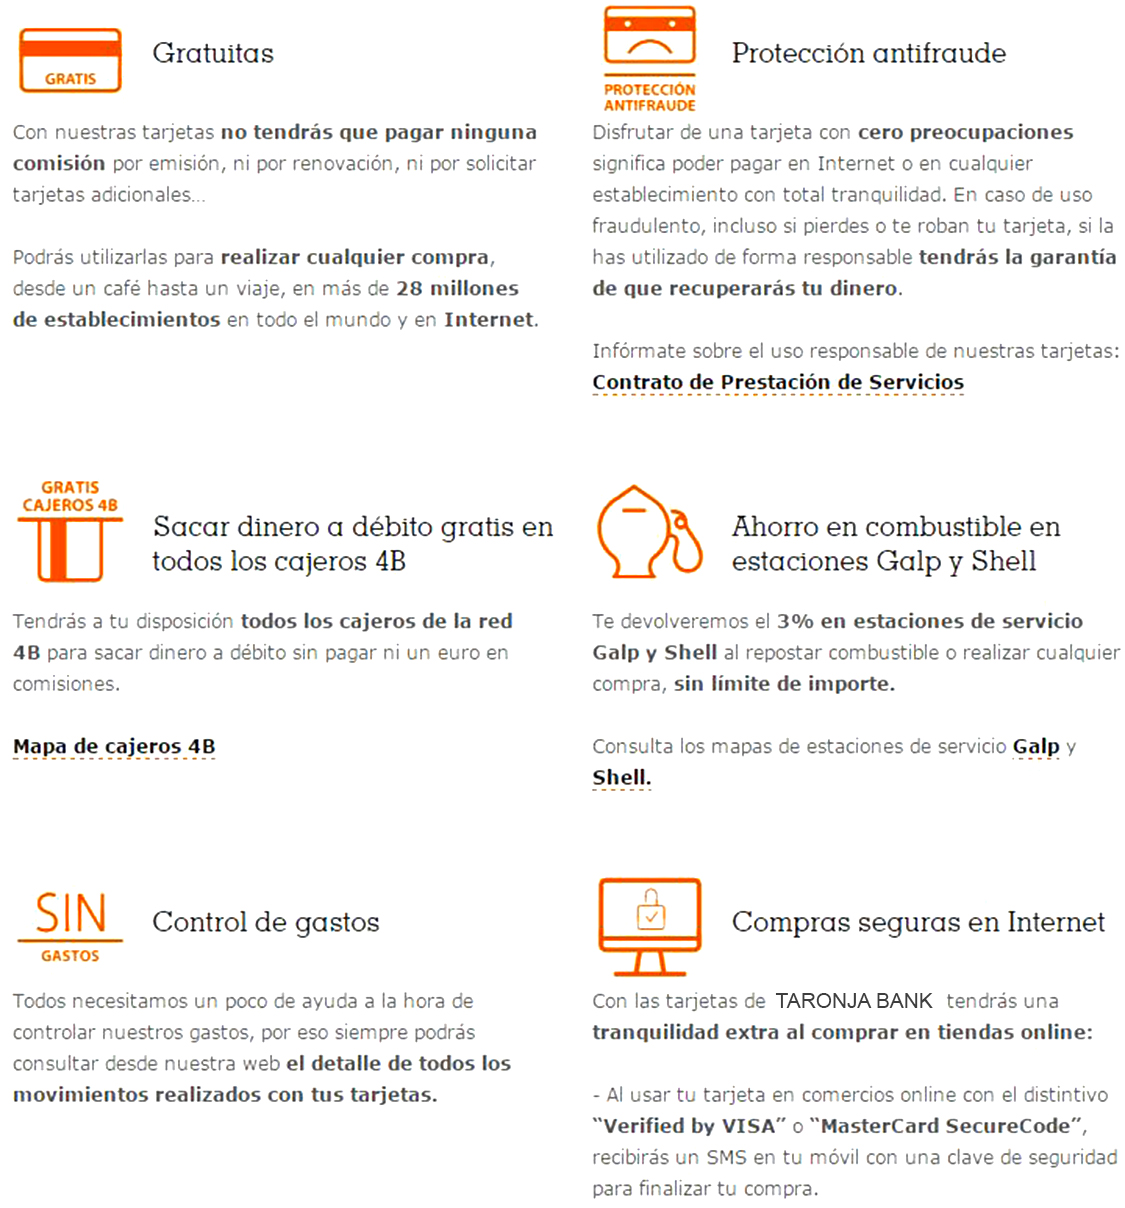 GRATIS
Gratuitas
Con nuestras tarjetas no tendrás que pagar ninguna
comisión por emisión, ni por renovación, ni por solicitar
tarjetas adicionales...
Podrás utilizarlas para realizar cualquier compra,
desde un café hasta un viaje, en más de 28 millones
de establecimientos en todo el mundo y en Internet.
PROTECCIÓN
ANTIFRAUDE
Protección antifraude
Disfrutar de una tarjeta con cero preocupaciones
significa poder pagar en Internet o en cualquier
establecimiento con total tranquilidad. En caso de uso
fraudulento, incluso si pierdes o te roban tu tarjeta, si la
has utilizado de forma responsable tendrás la garantía
de que recuperarás tu dinero.
Infórmate sobre el uso responsable de nuestras tarjetas:
Contrato de Prestación de Servicios
GRATIS
CAJEROS 4B
Sacar dinero a débito gratis en
todos los cajeros 4B
Tendrás a tu disposición todos los cajeros de la red
4B para sacar dinero a débito sin pagar ni un euro en
comisiones.
Mapa de cajeros 4B
Ahorro en combustible en
estaciones Galp y Shell
Te devolveremos el 3% en estaciones de servicio
Galp y Shell al repostar combustible o realizar cualquier
compra, sin límite de importe.
Consulta los mapas de estaciones de servicio Galp y
Shell.
SIN
GASTOS
Control de gastos
Todos necesitamos un poco de ayuda a la hora de
controlar nuestros gastos, por eso siempre podrás
consultar desde nuestra web el detalle de todos los
movimientos realizados con tus tarjetas.
Compras seguras en Internet
Con las tarjetas de TARONJA BANK tendrás una
tranquilidad extra al comprar en tiendas online:
- Al usar tu tarjeta en comercios online con el distintivo
“Verified by VISA” o “MasterCard SecureCode”,
recibirás un SMS en tu móvil con una clave de seguridad
para finalizar tu compra.